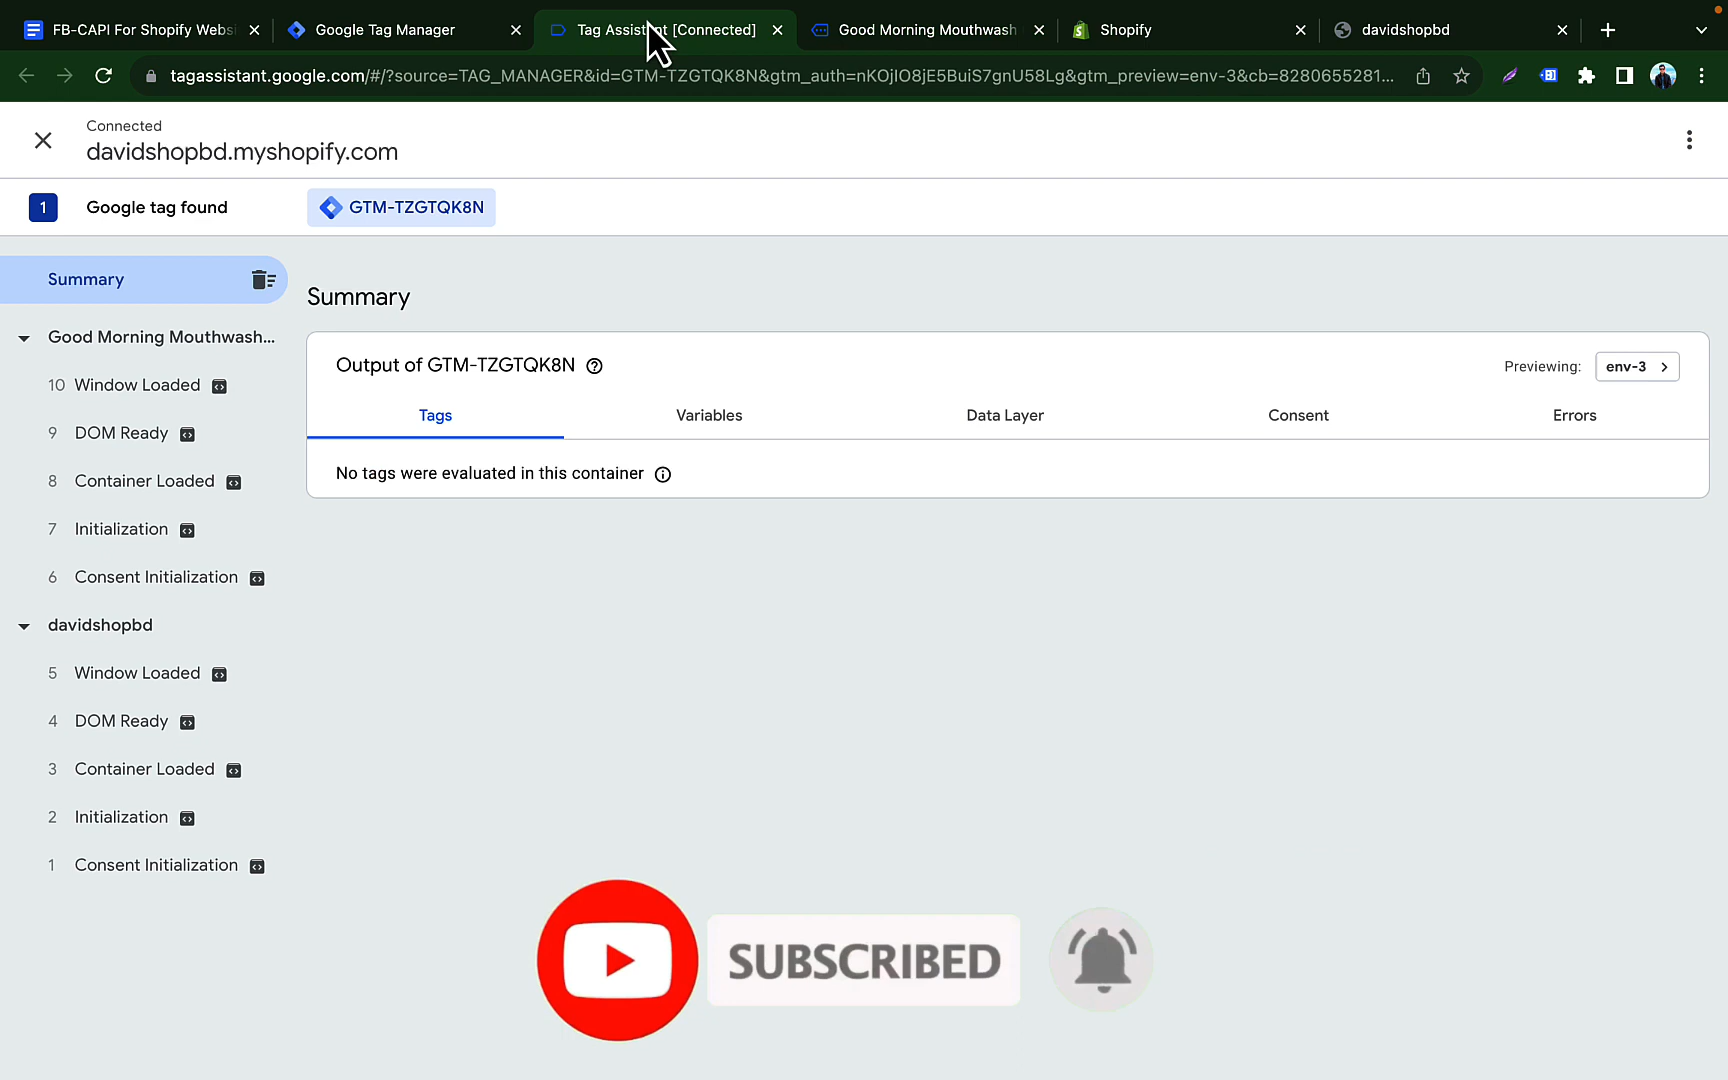 FB-CAPI For Shopify Websi
Google Tag Manager
Tag Assistant [Connected]
Good Morning Mouthwash
Shopify
davidshopbd
tagassistant.google.com/#/?source=TAG_MANAGER&id=GTM-TZGTQK8N&gtm_auth=nKOjIO8jE5BuiS7gnU58Lg&gtm_preview=env-3&cb=8280655281...
Connected
davidshopbd.myshopify.com
1 Google tag found GTM-TZGTQK8N
Summary
Good Morning Mouthwash...
10 Window Loaded
9 DOM Ready
8 Container Loaded
7 Initialization
6 Consent Initialization
davidshopbd
5 Window Loaded
4 DOM Ready
3 Container Loaded
2 Initialization
1 Consent Initialization
Summary
Output of GTM-TZGTQK8N
Previewing: env-3
Tags Variables Data Layer Consent Errors
No tags were evaluated in this container
SUBSCRIBED